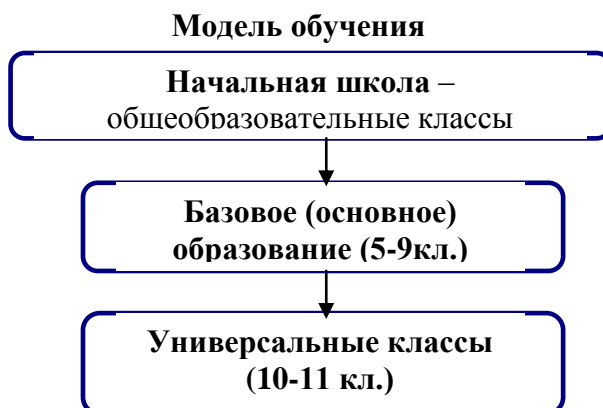 Модель обучения
Начальная школа –
общеобразовательные классы
Базовое (основное)
образование (5-9кл.)
Универсальные классы
(10-11 кл.)